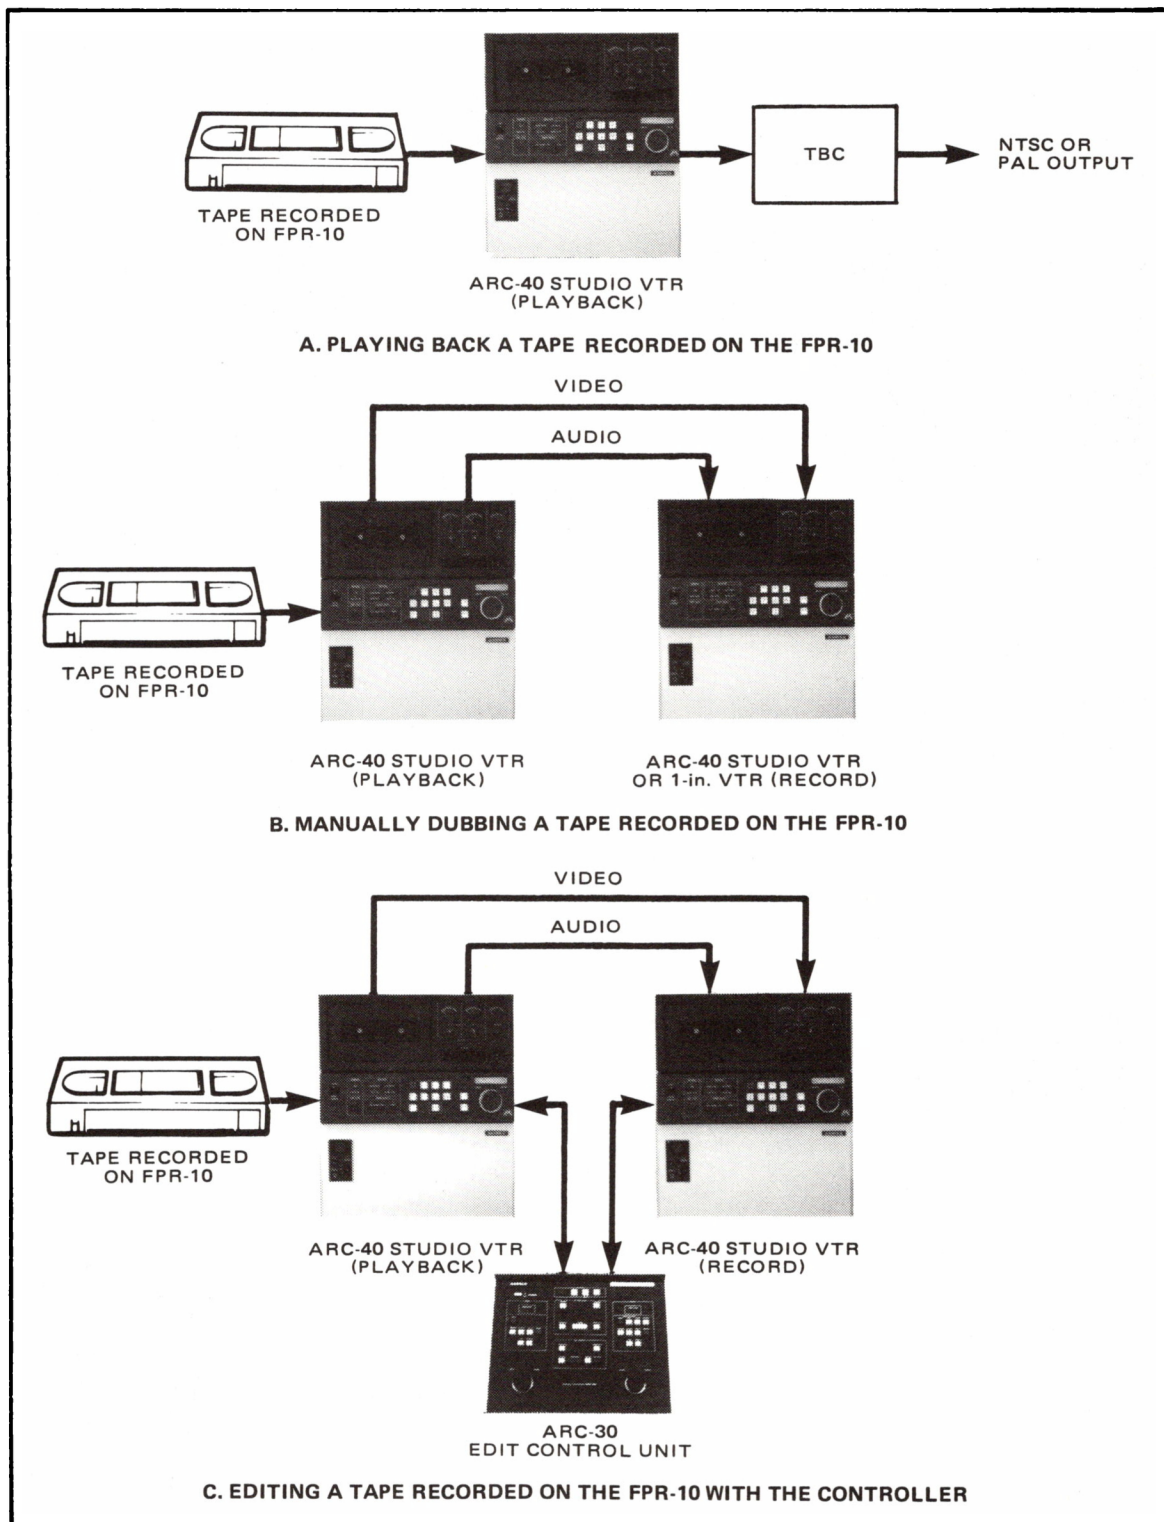 TAPE RECORDED
ON FPR-10
ARC-40 STUDIO VTR
(PLAYBACK)
TBC
NTSC OR
PAL OUTPUT
A. PLAYING BACK A TAPE RECORDED ON THE FPR-10
VIDEO
AUDIO
TAPE RECORDED
ON FPR-10
ARC-40 STUDIO VTR
(PLAYBACK)
ARC-40 STUDIO VTR
OR 1-in. VTR (RECORD)
B. MANUALLY DUBBING A TAPE RECORDED ON THE FPR-10
VIDEO
AUDIO
TAPE RECORDED
ON FPR-10
ARC-40 STUDIO VTR
(PLAYBACK)
ARC-40 STUDIO VTR
(RECORD)
ARC-30
EDIT CONTROL UNIT
C. EDITING A TAPE RECORDED ON THE FPR-10 WITH THE CONTROLLER